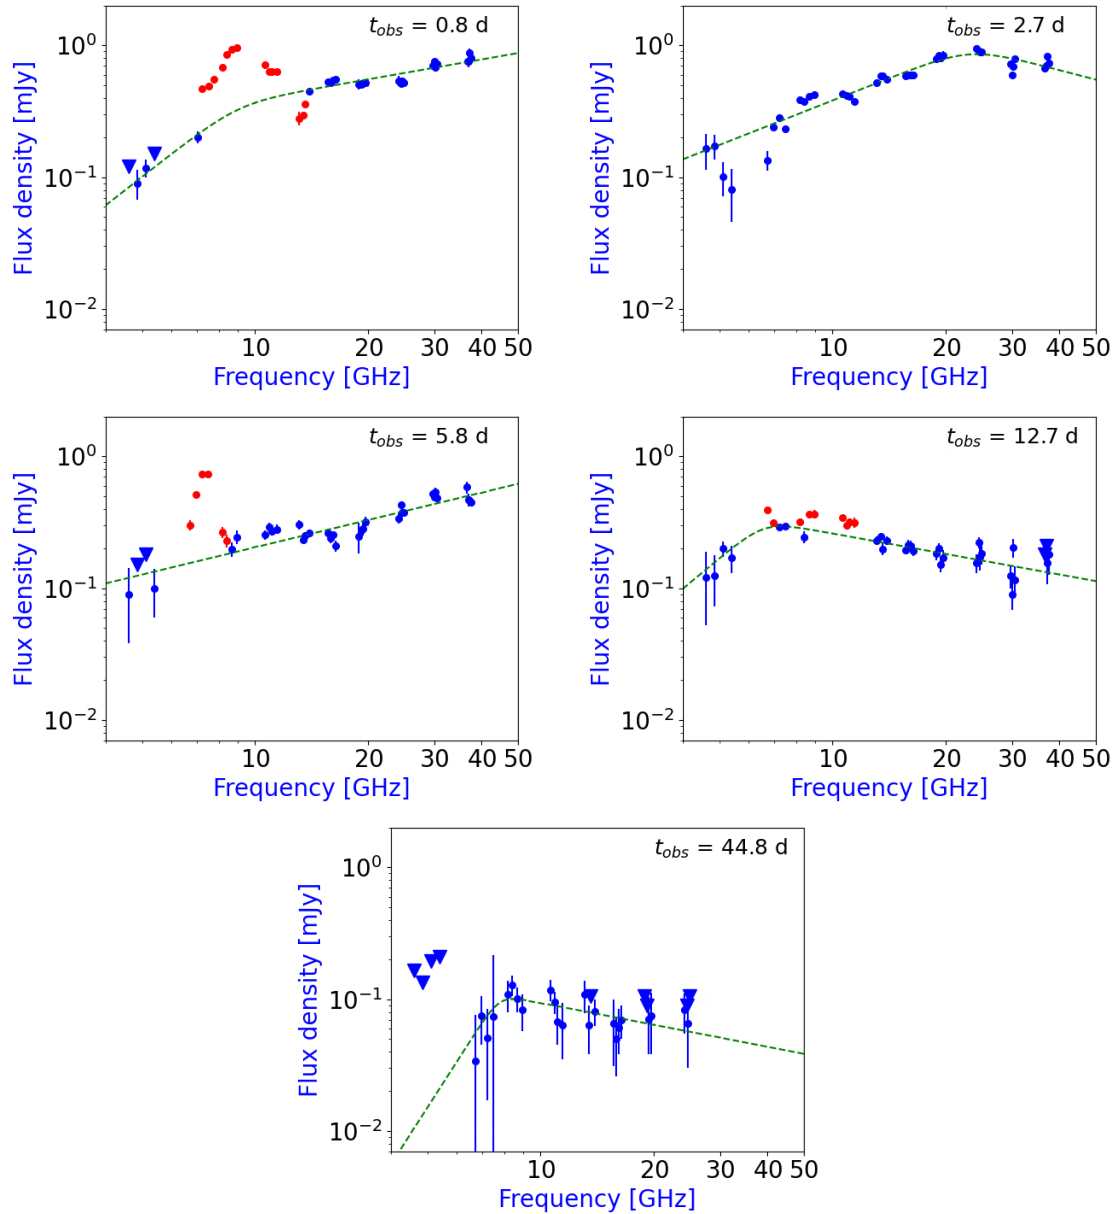 t_obs = 0.8 d
10^0
10^-1
10^-2
Flux density [mJy]
10 20 30 40 50
Frequency [GHz]
t_obs = 2.7 d
10^0
10^-1
10^-2
Flux density [mJy]
10 20 30 40 50
Frequency [GHz]
t_obs = 5.8 d
10^0
10^-1
10^-2
Flux density [mJy]
10 20 30 40 50
Frequency [GHz]
t_obs = 12.7 d
10^0
10^-1
10^-2
Flux density [mJy]
10 20 30 40 50
Frequency [GHz]
t_obs = 44.8 d
10^0
10^-1
10^-2
Flux density [mJy]
10 20 30 40 50
Frequency [GHz]